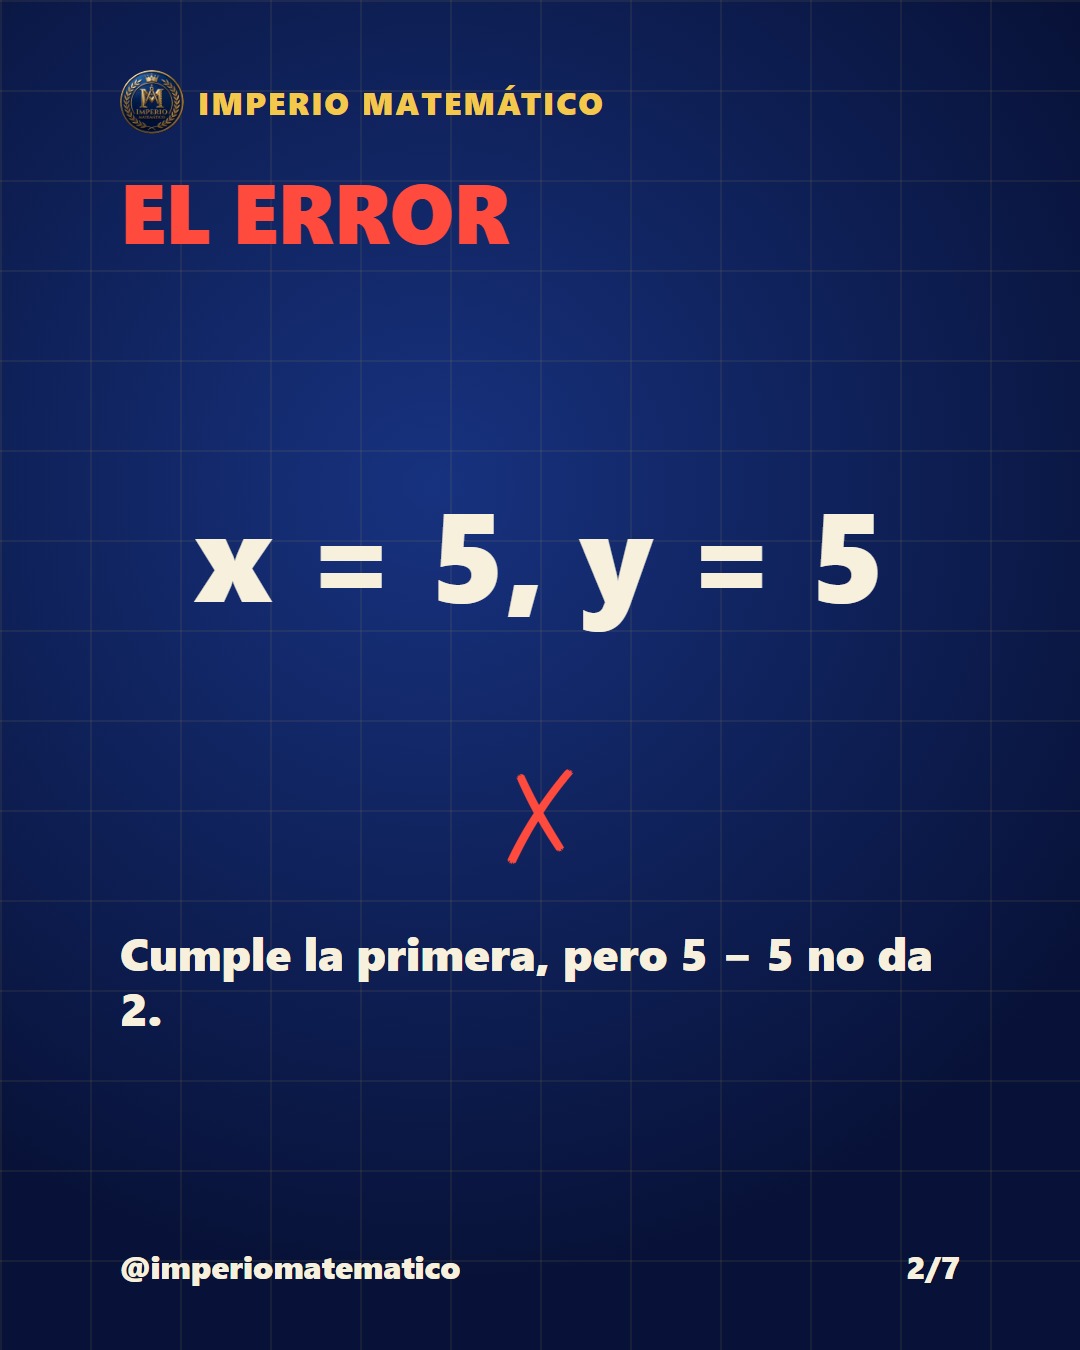 IMPERIO MATEMÁTICO
EL ERROR
x = 5, y = 5
Cumple la primera, pero 5 − 5 no da
2.
@imperiomatematico
2/7